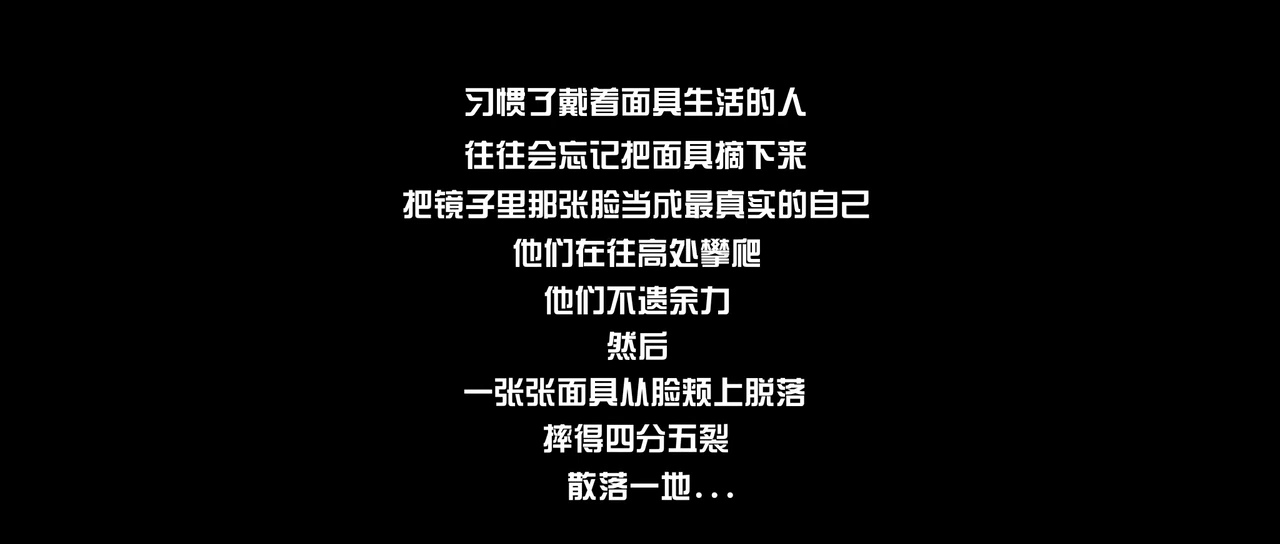 习惯了戴着面具生活的人
往往会忘记把面具摘下来
把镜子里那张脸当成最真实的自己
他们在往高处攀爬
他们不遗余力
然后
一张张面具从脸颊上脱落
摔得四分五裂
散落一地...